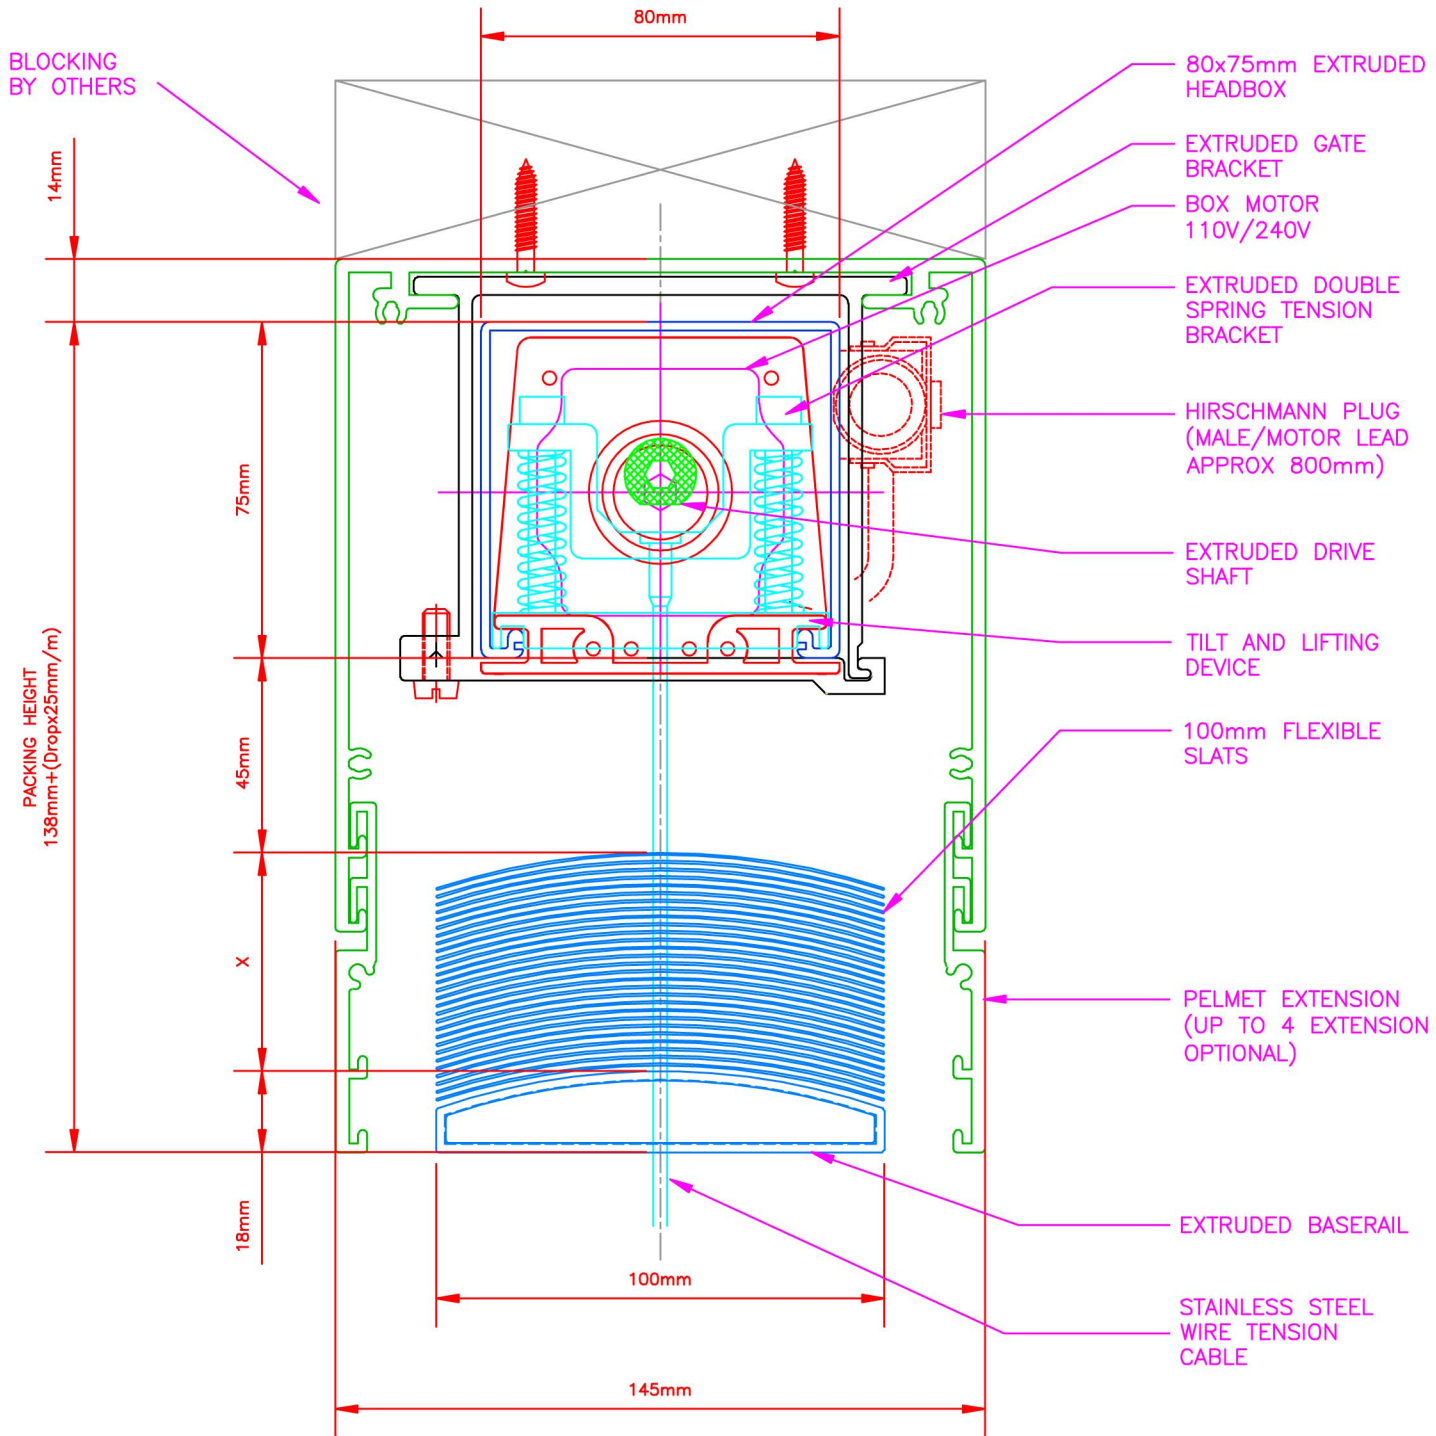 80mm
BLOCKING
BY OTHERS
80x75mm EXTRUDED
HEADBOX
14mm
EXTRUDED GATE
BRACKET
BOX MOTOR
110V/240V
EXTRUDED DOUBLE
SPRING TENSION
BRACKET
HIRSCHMANN PLUG
(MALE/MOTOR LEAD
APPROX 800mm)
75mm
EXTRUDED DRIVE
SHAFT
TILT AND LIFTING
DEVICE
PACKING HEIGHT
138mm+(Dropx25mm/m)
45mm
100mm FLEXIBLE
SLATS
X
PELMET EXTENSION
(UP TO 4 EXTENSION
OPTIONAL)
18mm
EXTRUDED BASERAIL
100mm
STAINLESS STEEL
WIRE TENSION
CABLE
145mm